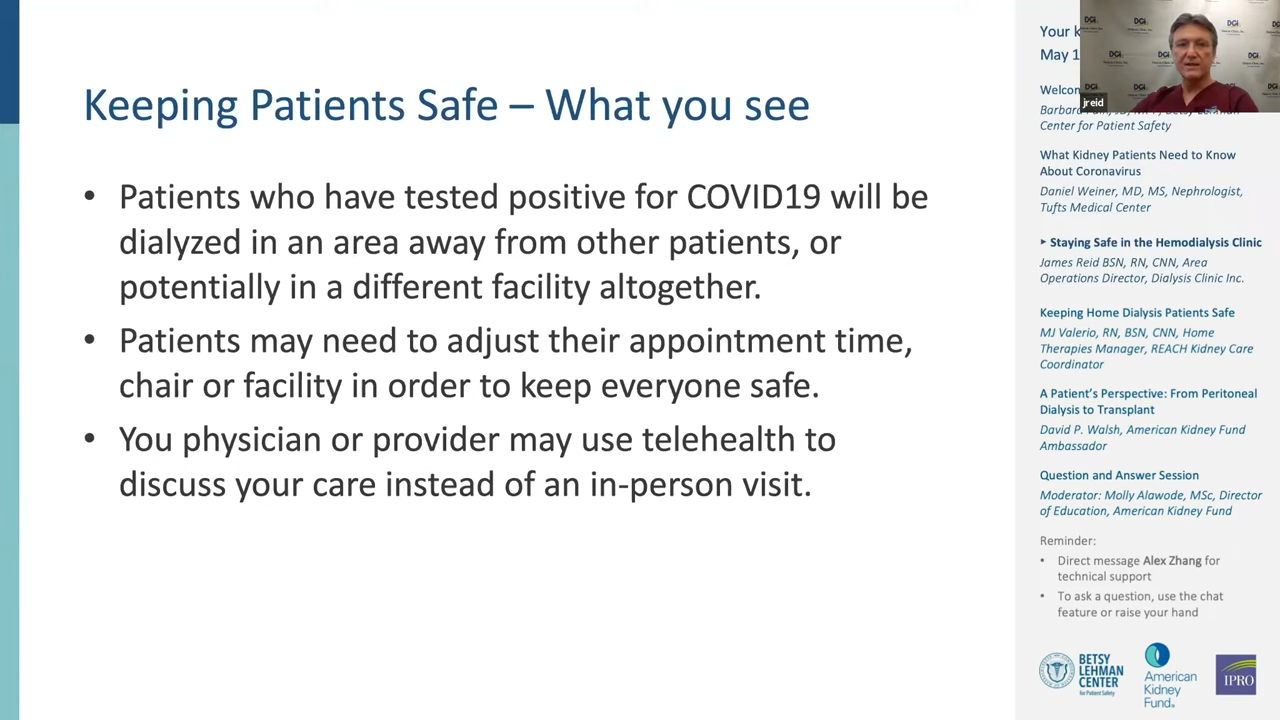 Keeping Patients Safe – What you see
• Patients who have tested positive for COVID19 will be
dialyzed in an area away from other patients, or
potentially in a different facility altogether.
• Patients may need to adjust their appointment time,
chair or facility in order to keep everyone safe.
• You physician or provider may use telehealth to
discuss your care instead of an in-person visit.
DCi
DCi
DCi
DCi
DCi
DCi
DCi
jreid
Your k
May 1
Welcom
Center for Patient Safety
What Kidney Patients Need to Know
About Coronavirus
Daniel Weiner, MD, MS, Nephrologist,
Tufts Medical Center
‣ Staying Safe in the Hemodialysis Clinic
James Reid BSN, RN, CNN, Area
Operations Director, Dialysis Clinic Inc.
Keeping Home Dialysis Patients Safe
MJ Valerio, RN, BSN, CNN, Home
Therapies Manager, REACH Kidney Care
Coordinator
A Patient’s Perspective: From Peritoneal
Dialysis to Transplant
David P. Walsh, American Kidney Fund
Ambassador
Question and Answer Session
Moderator: Molly Alawode, MSc, Director
of Education, American Kidney Fund
Reminder:
• Direct message Alex Zhang for
technical support
• To ask a question, use the chat
feature or raise your hand
BETSY
LEHMAN
CENTER
for Patient Safety
American
Kidney
Fund®
IPRO